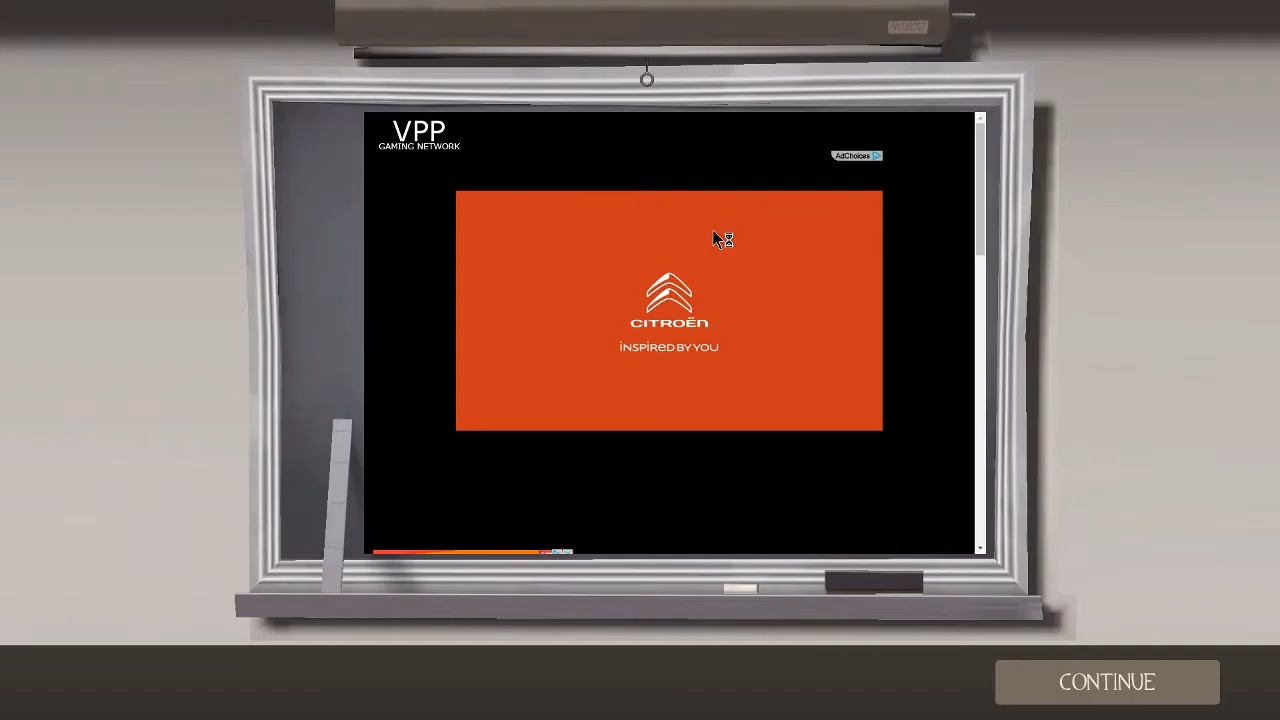 VPP
GAMING NETWORK
AdChoices
CITROËN
INSPIRED BY YOU
CONTINUE